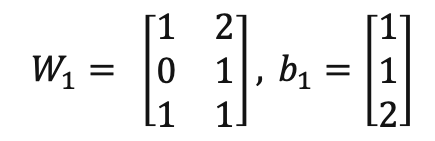 W₁ = [1 2; 0 1; 1 1], b₁ = [1; 1; 2]